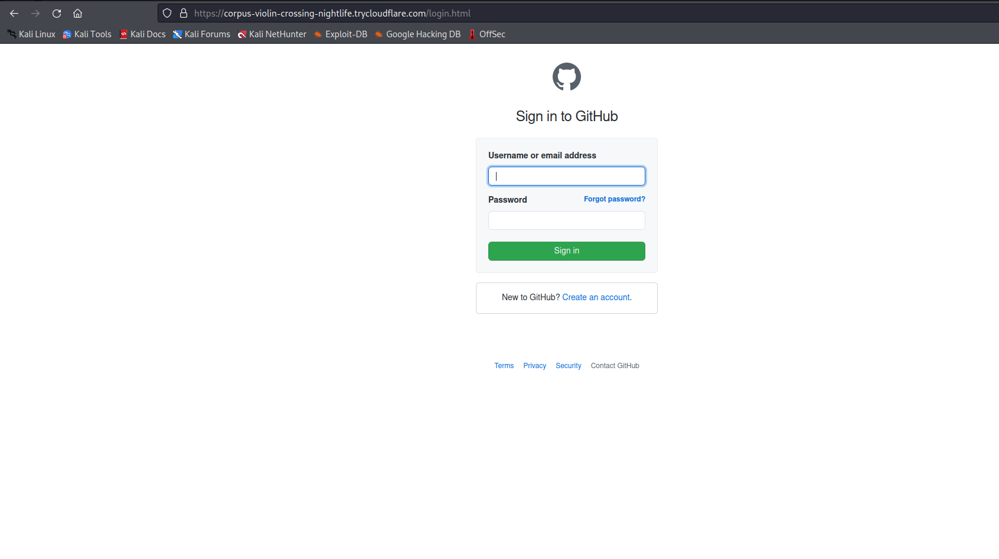 https://corpus-violin-crossing-nightlife.trycloudflare.com/login.html
Kali Linux Kali Tools Kali Docs Kali Forums Kali NetHunter Exploit-DB Google Hacking DB OffSec
Sign in to GitHub
Username or email address
Password Forgot password?
Sign in
New to GitHub? Create an account.
Terms Privacy Security Contact GitHub